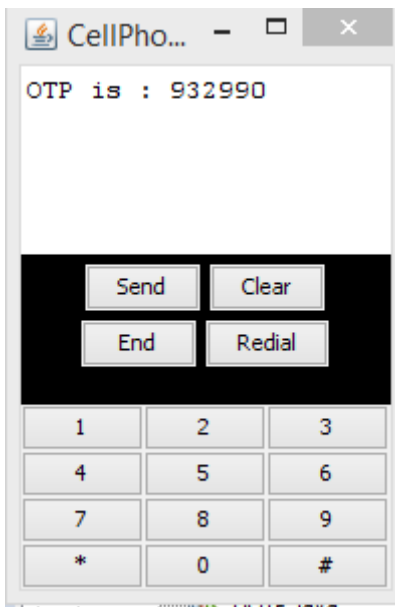 CellPho...
OTP is : 932990
Send Clear
End Redial
1 2 3
4 5 6
7 8 9
* 0 #